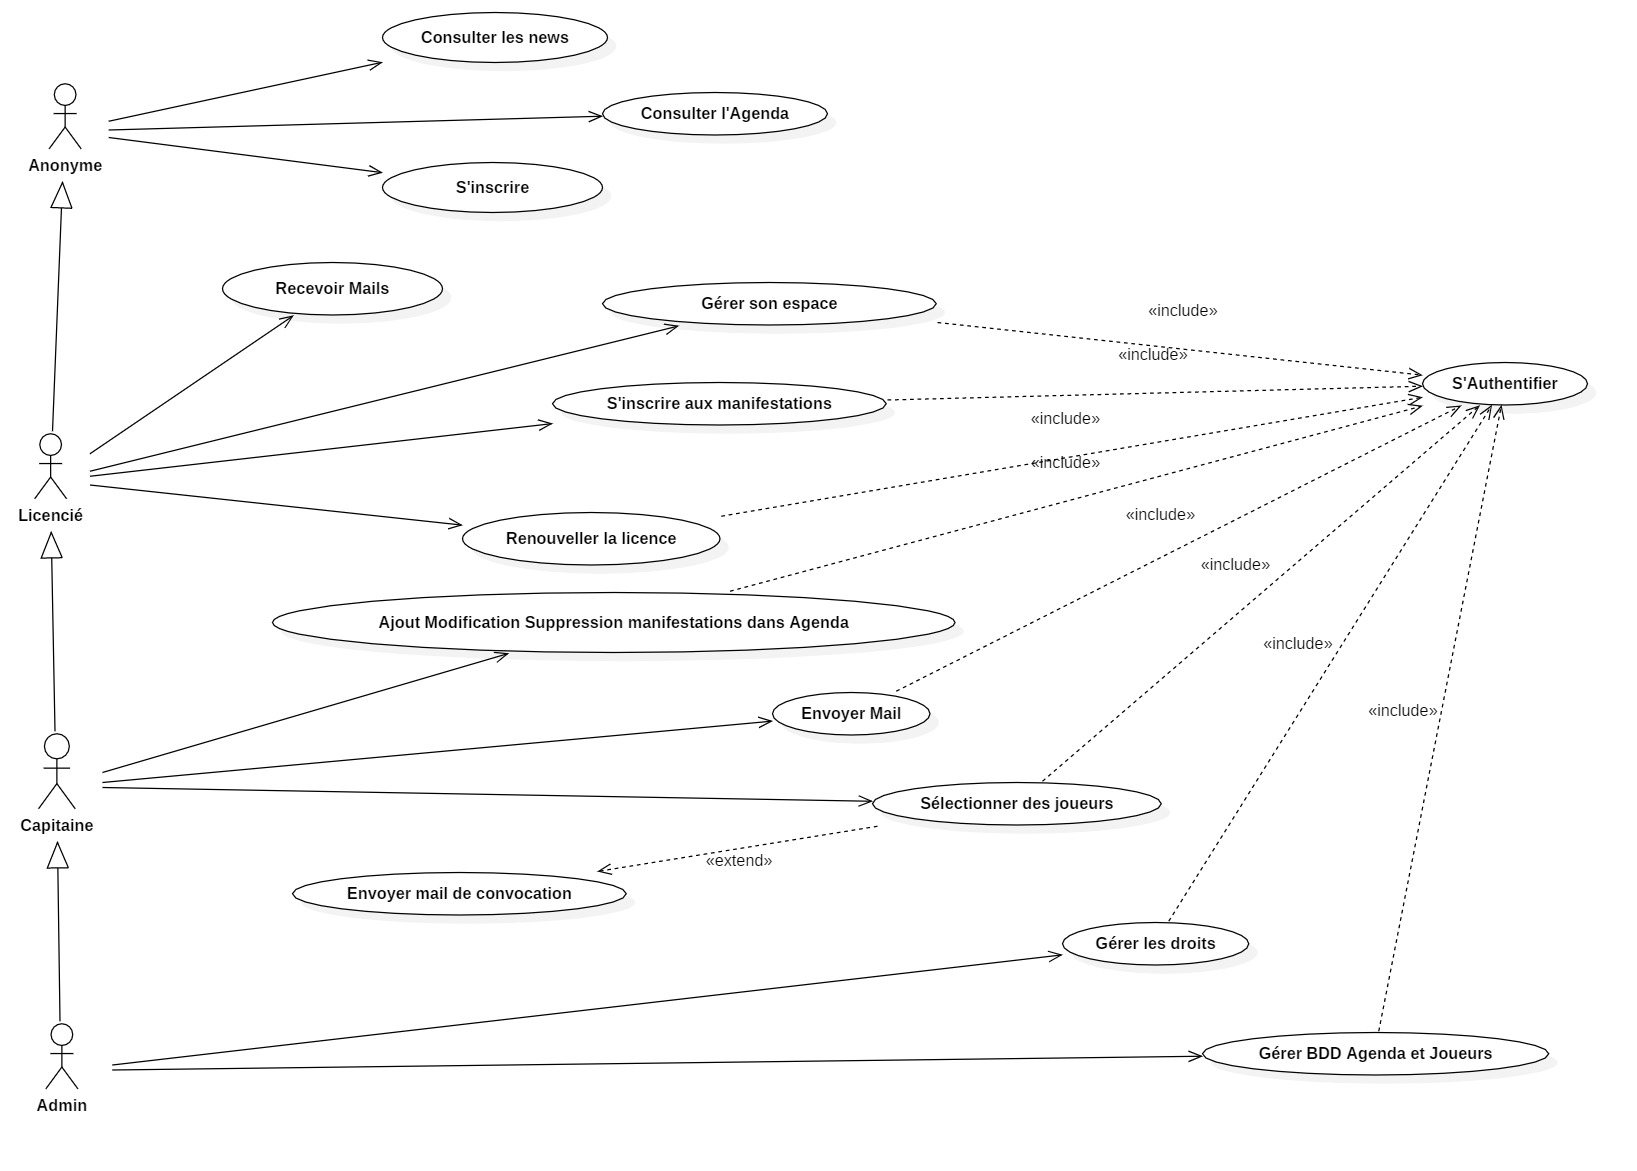 Consulter les news
Consulter l'Agenda
Anonyme
S'inscrire
Recevoir Mails
Gérer son espace
«include»
«include»
S'Authentifier
S'inscrire aux manifestations
«include»
«include»
Licencié
Renouveller la licence
«include»
«include»
Ajout Modification Suppression manifestations dans Agenda
«include»
Envoyer Mail
«include»
Capitaine
Sélectionner des joueurs
«extend»
Envoyer mail de convocation
Gérer les droits
Gérer BDD Agenda et Joueurs
Admin